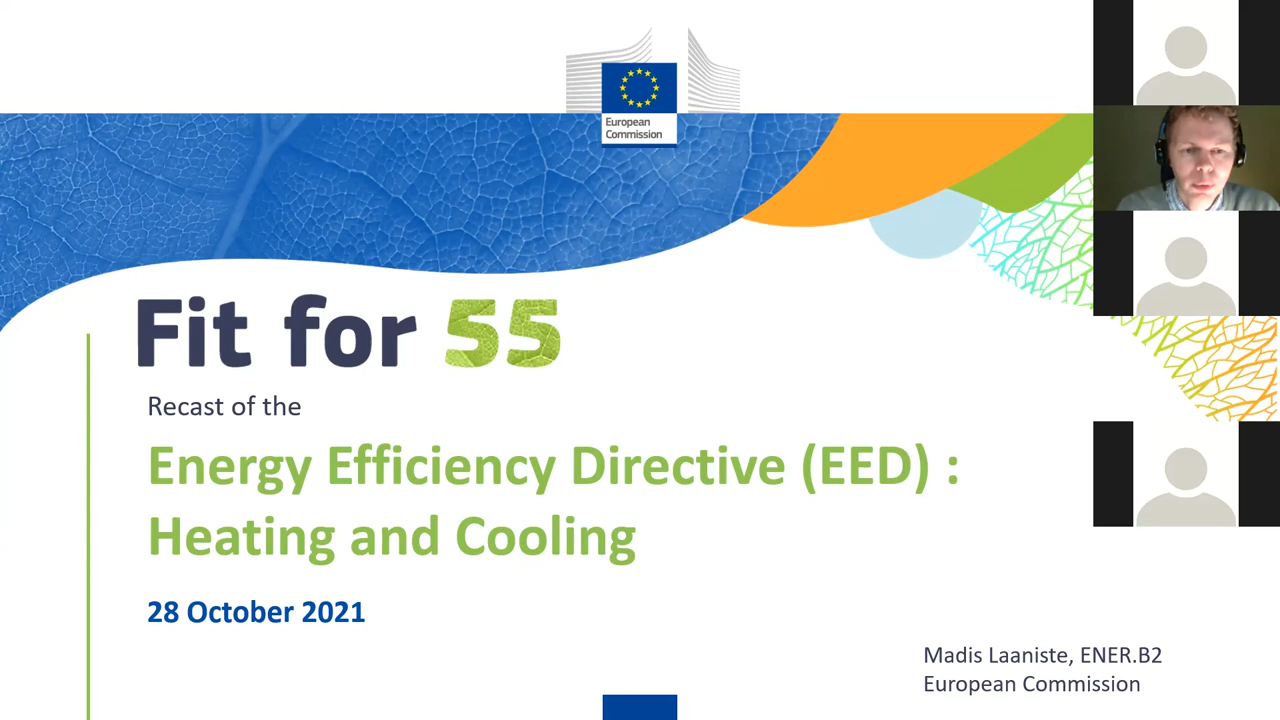 European
Commission
Fit for 55
Recast of the
Energy Efficiency Directive (EED) :
Heating and Cooling
28 October 2021
Madis Laaniste, ENER.B2
European Commission